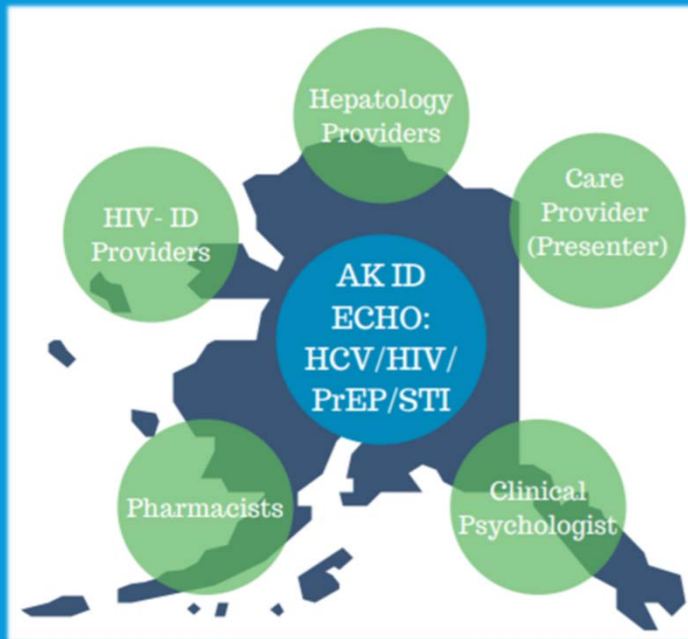 Hepatology
Providers
HIV- ID
Providers
Care
Provider
(Presenter)
AK ID
ECHO:
HCV/HIV/
PrEP/STI
Pharmacists
Clinical
Psychologist